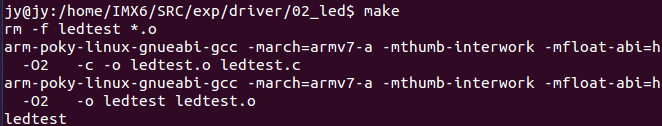 jy@jy:/home/IMX6/SRC/exp/driver/02_led$ make
rm -f ledtest *.o
arm-poky-linux-gnueabi-gcc -march=armv7-a -mthumb-interwork -mfloat-abi=h
-O2 -c -o ledtest.o ledtest.c
arm-poky-linux-gnueabi-gcc -march=armv7-a -mthumb-interwork -mfloat-abi=h
-O2 -o ledtest ledtest.o
ledtest